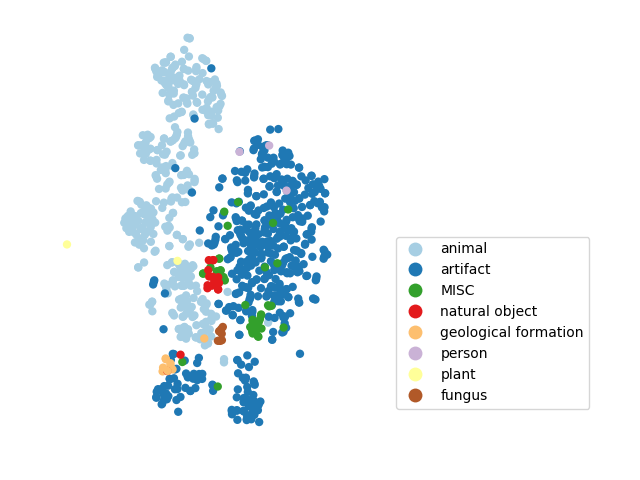 animal
artifact
MISC
natural object
geological formation
person
plant
fungus